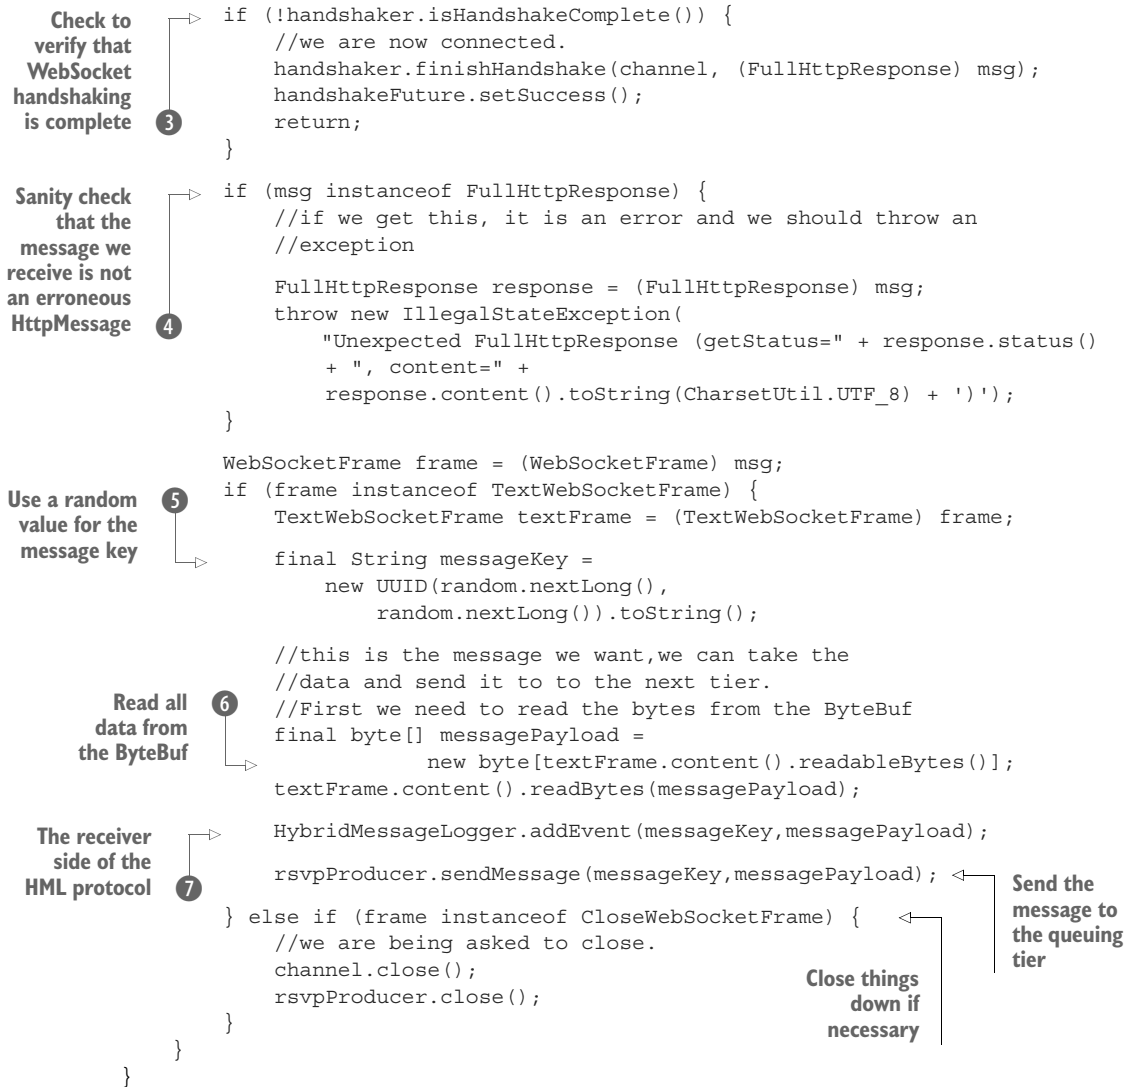 Check to
verify that
WebSocket
handshaking
is complete
3
if (!handshaker.isHandshakeComplete()) {
//we are now connected.
handshaker.finishHandshake(channel, (FullHttpResponse) msg);
handshakeFuture.setSuccess();
return;
}
Sanity check
that the
message we
receive is not
an erroneous
HttpMessage
4
if (msg instanceof FullHttpResponse) {
//if we get this, it is an error and we should throw an
//exception
FullHttpResponse response = (FullHttpResponse) msg;
throw new IllegalStateException(
"Unexpected FullHttpResponse (getStatus=" + response.status()
+ ", content=" +
response.content().toString(CharsetUtil.UTF_8) + ')');
}
WebSocketFrame frame = (WebSocketFrame) msg;
if (frame instanceof TextWebSocketFrame) {
TextWebSocketFrame textFrame = (TextWebSocketFrame) frame;
Use a random
value for the
message key
5
final String messageKey =
new UUID(random.nextLong(),
random.nextLong()).toString();
//this is the message we want,we can take the
//data and send it to to the next tier.
//First we need to read the bytes from the ByteBuf
Read all
data from
the ByteBuf
6
final byte[] messagePayload =
new byte[textFrame.content().readableBytes()];
textFrame.content().readBytes(messagePayload);
The receiver
side of the
HML protocol
7
HybridMessageLogger.addEvent(messageKey,messagePayload);
rsvpProducer.sendMessage(messageKey,messagePayload);
Send the
message to
the queuing
tier
} else if (frame instanceof CloseWebSocketFrame) {
//we are being asked to close.
channel.close();
rsvpProducer.close();
Close things
down if
necessary
}
}
}